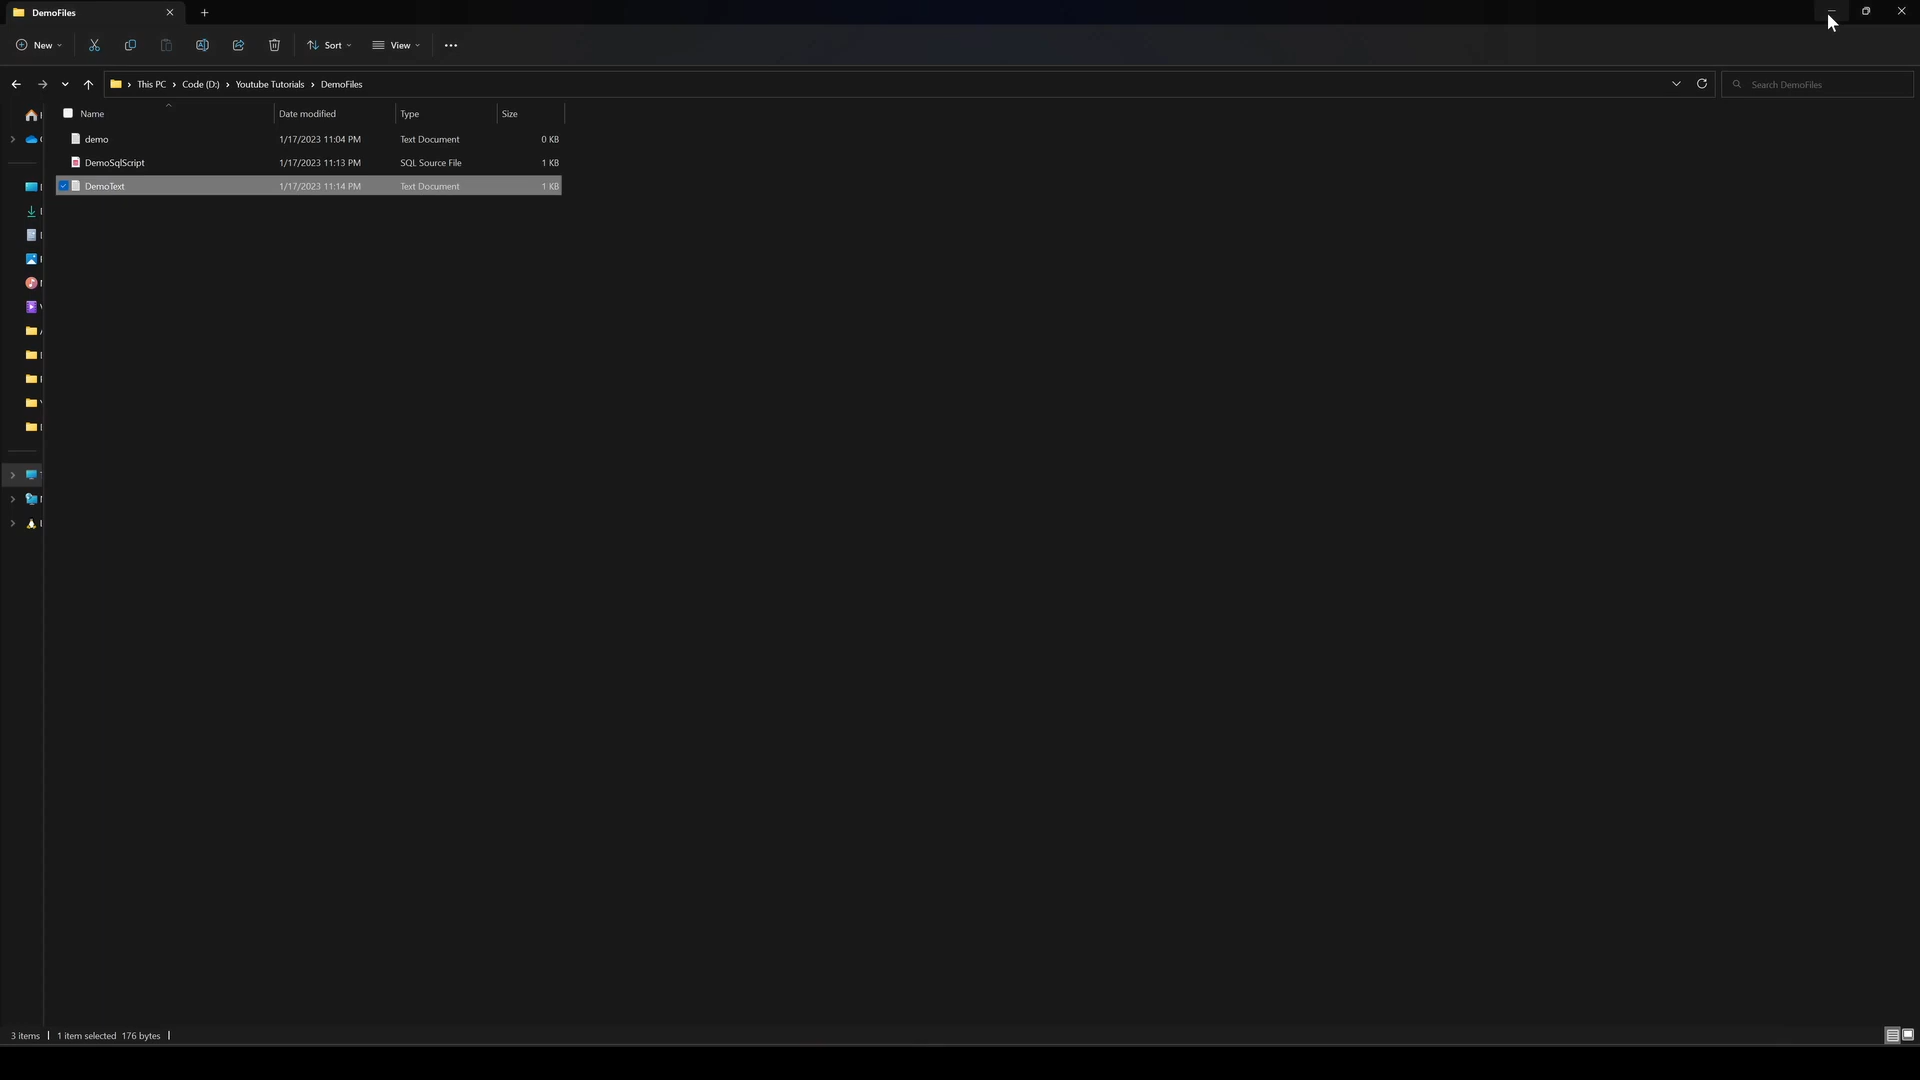 DemoFiles
New
Sort
View
This PC > Code (D:) > Youtube Tutorials > DemoFiles
Search DemoFiles
Name Date modified Type Size
demo 1/17/2023 11:04 PM Text Document 0 KB
DemoSqlScript 1/17/2023 11:13 PM SQL Source File 1 KB
DemoText 1/17/2023 11:14 PM Text Document 1 KB
3 items 1 item selected 176 bytes